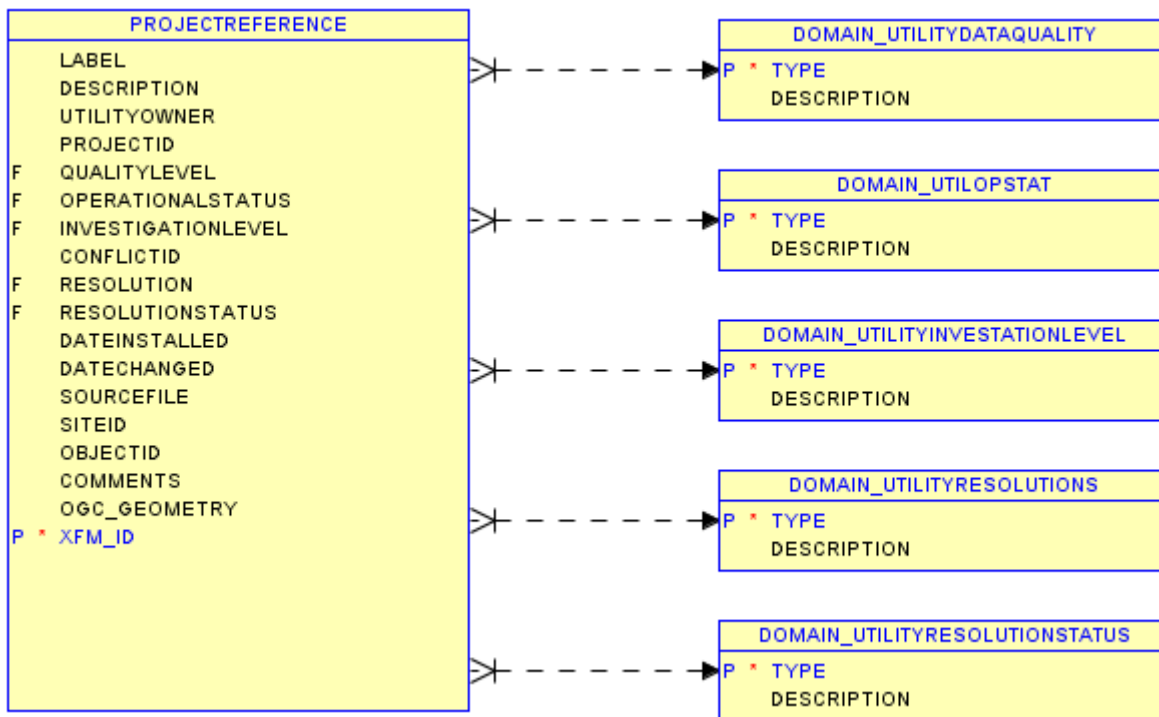 PROJECTREFERENCE
LABEL
DESCRIPTION
UTILITYOWNER
PROJECTID
F QUALITYLEVEL
F OPERATIONALSTATUS
F INVESTIGATIONLEVEL
CONFLICTID
F RESOLUTION
F RESOLUTIONSTATUS
DATEINSTALLED
DATECHANGED
SOURCEFILE
SITEID
OBJECTID
COMMENTS
OGC_GEOMETRY
P * XFM_ID
DOMAIN_UTILITYDATAQUALITY
P * TYPE
DESCRIPTION
DOMAIN_UTILOPSTAT
P * TYPE
DESCRIPTION
DOMAIN_UTILITYINVESTATIONLEVEL
P * TYPE
DESCRIPTION
DOMAIN_UTILITYRESOLUTIONS
P * TYPE
DESCRIPTION
DOMAIN_UTILITYRESOLUTIONSTATUS
P * TYPE
DESCRIPTION